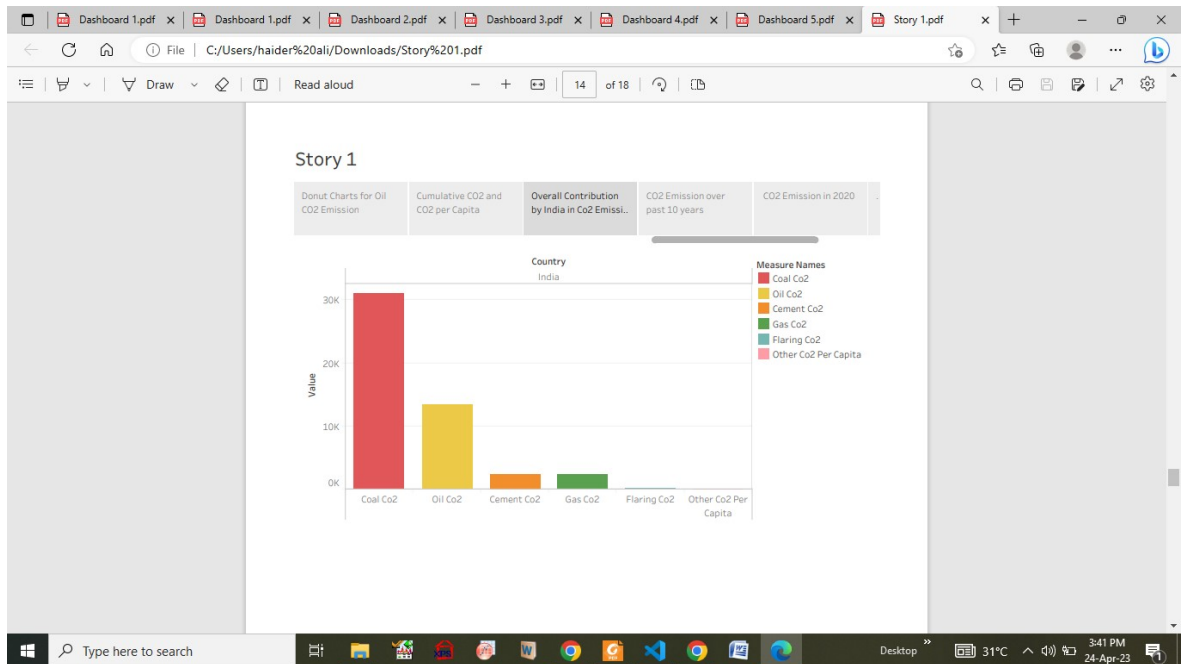 Dashboard 1.pdf
Dashboard 1.pdf
Dashboard 2.pdf
Dashboard 3.pdf
Dashboard 4.pdf
Dashboard 5.pdf
Story 1.pdf
File
C:/Users/haider%20ali/Downloads/Story%201.pdf
Draw
Read aloud
14 of 18
Story 1
Donut Charts for Oil
CO2 Emission
Cumulative CO2 and
CO2 per Capita
Overall Contribution
by India in Co2 Emissi..
CO2 Emission over
past 10 years
CO2 Emission in 2020
Country
India
Value
30K
20K
10K
0K
Coal Co2
Oil Co2
Cement Co2
Gas Co2
Flaring Co2
Other Co2 Per
Capita
Measure Names
Coal Co2
Oil Co2
Cement Co2
Gas Co2
Flaring Co2
Other Co2 Per Capita
Type here to search
Desktop
31°C
3:41 PM
24-Apr-23